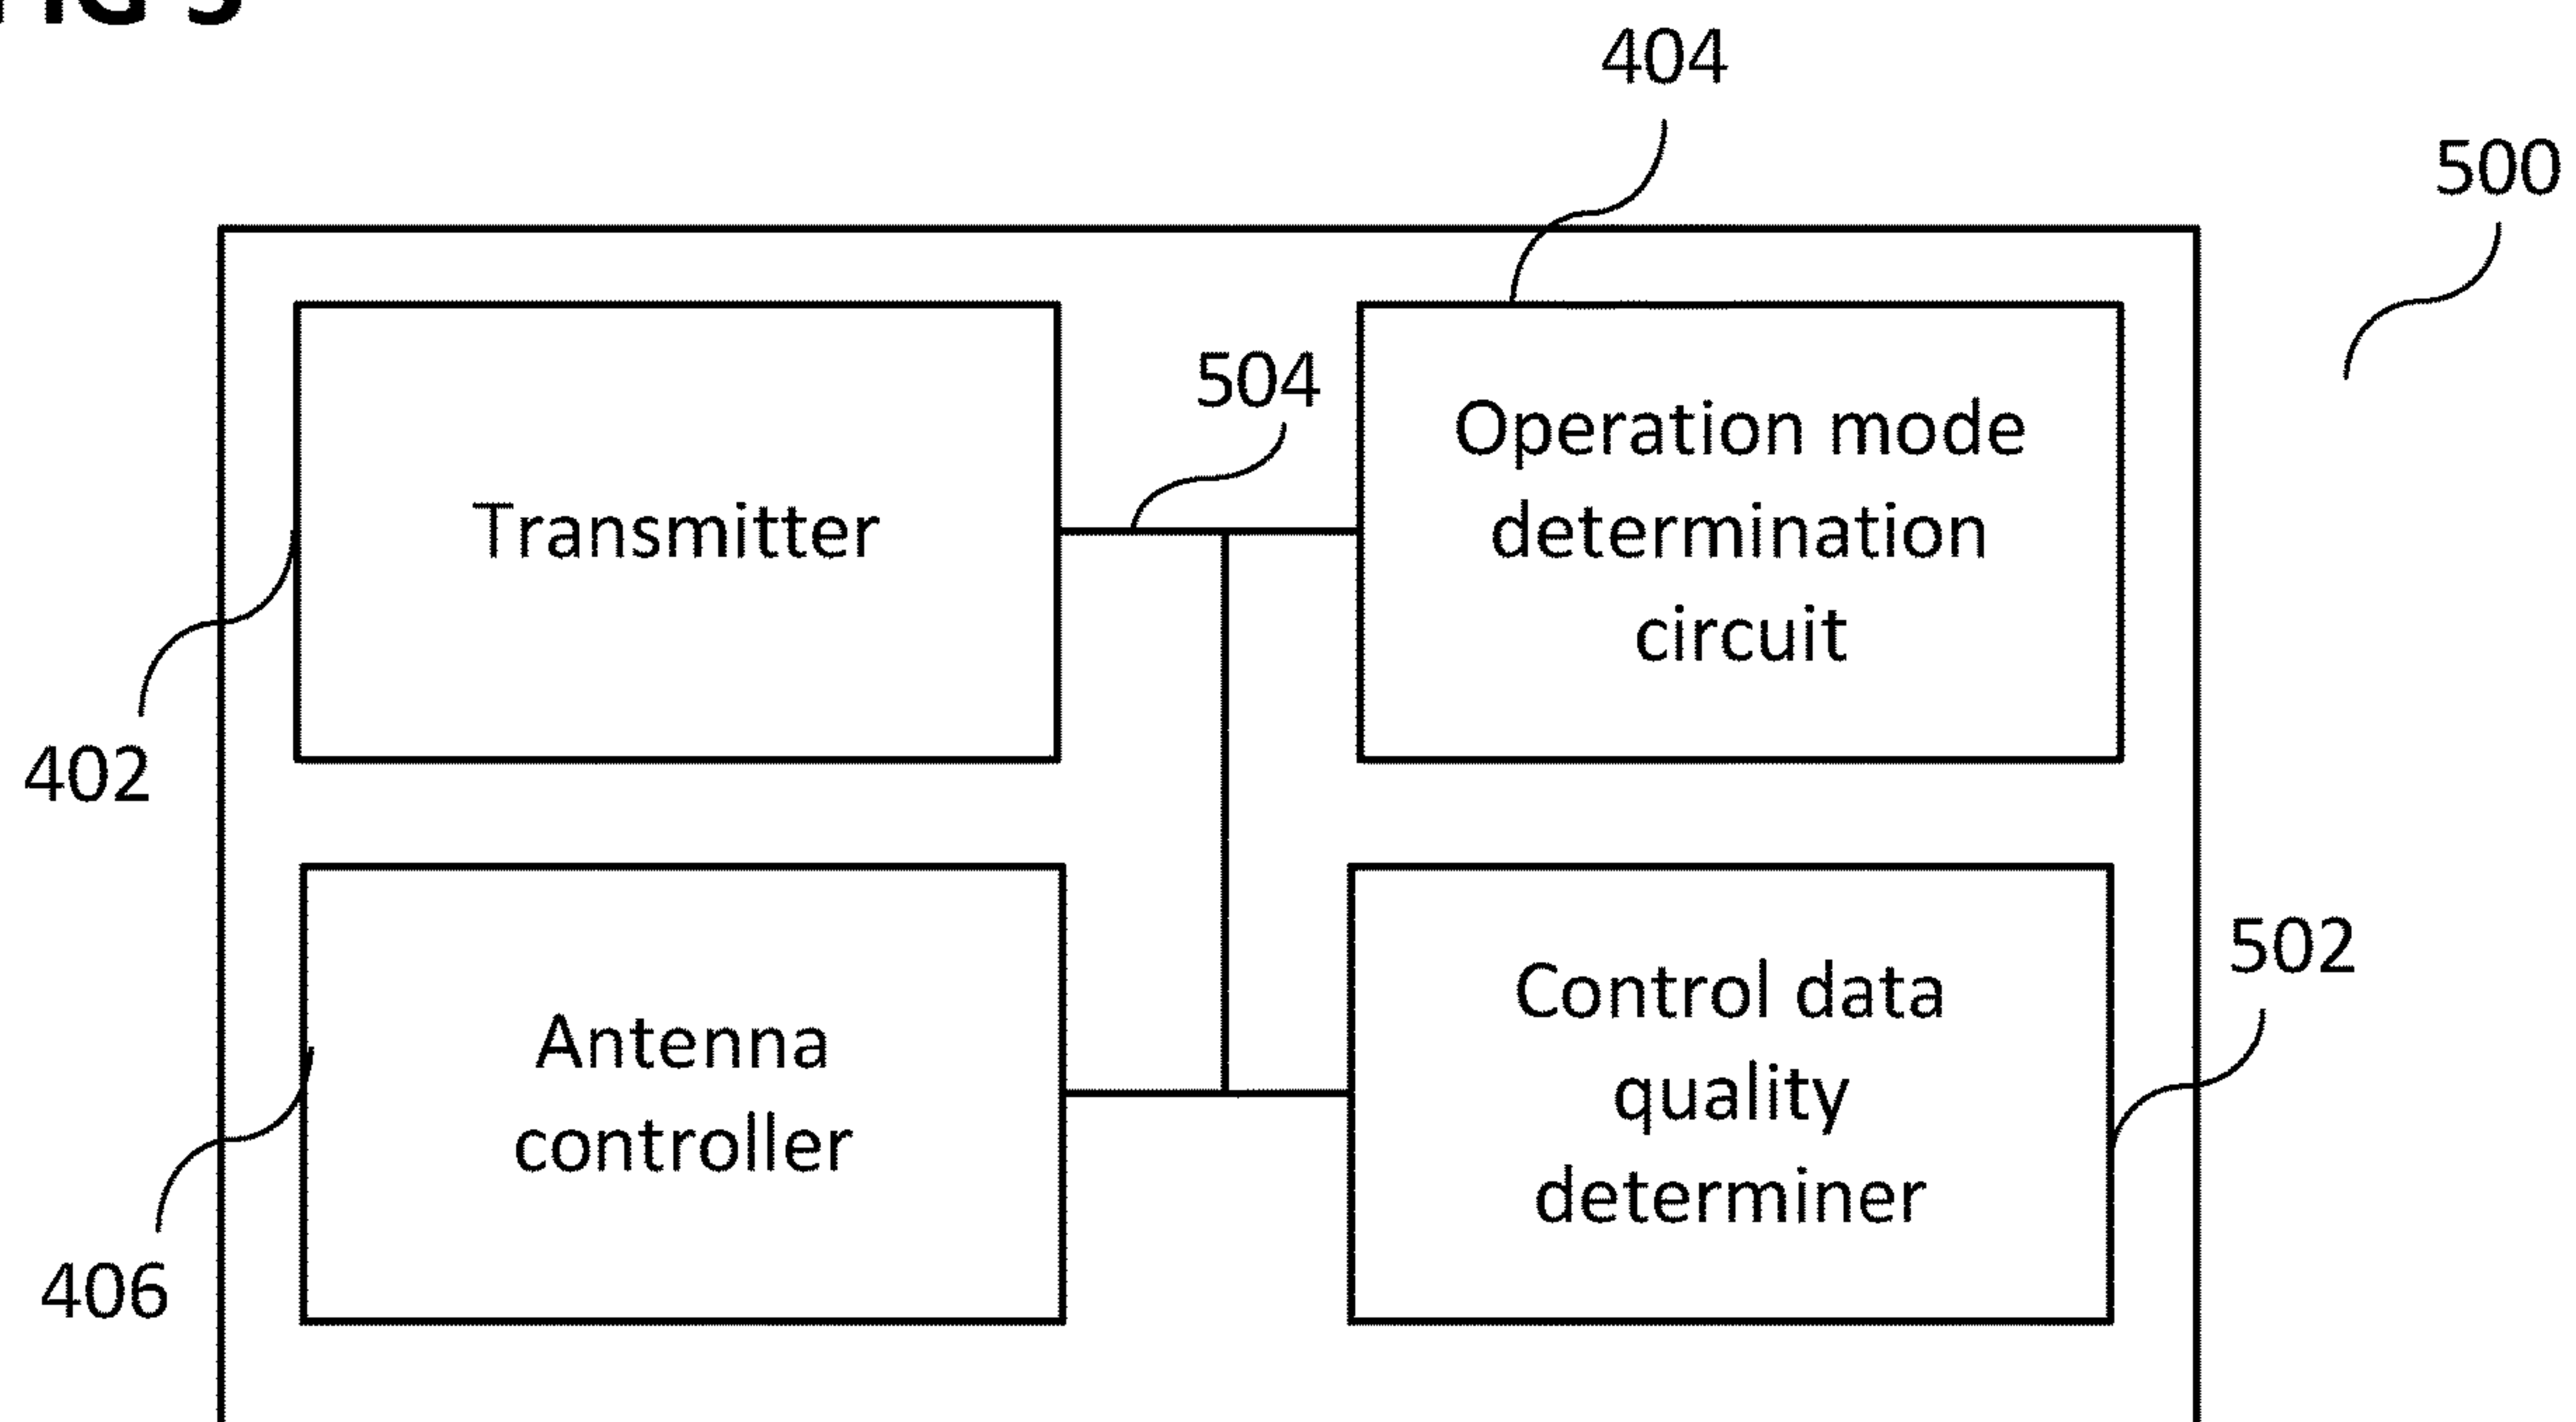 FIG 5
404
500
504
Transmitter
Operation mode
determination
circuit
402
502
Antenna
controller
Control data
quality
determiner
406